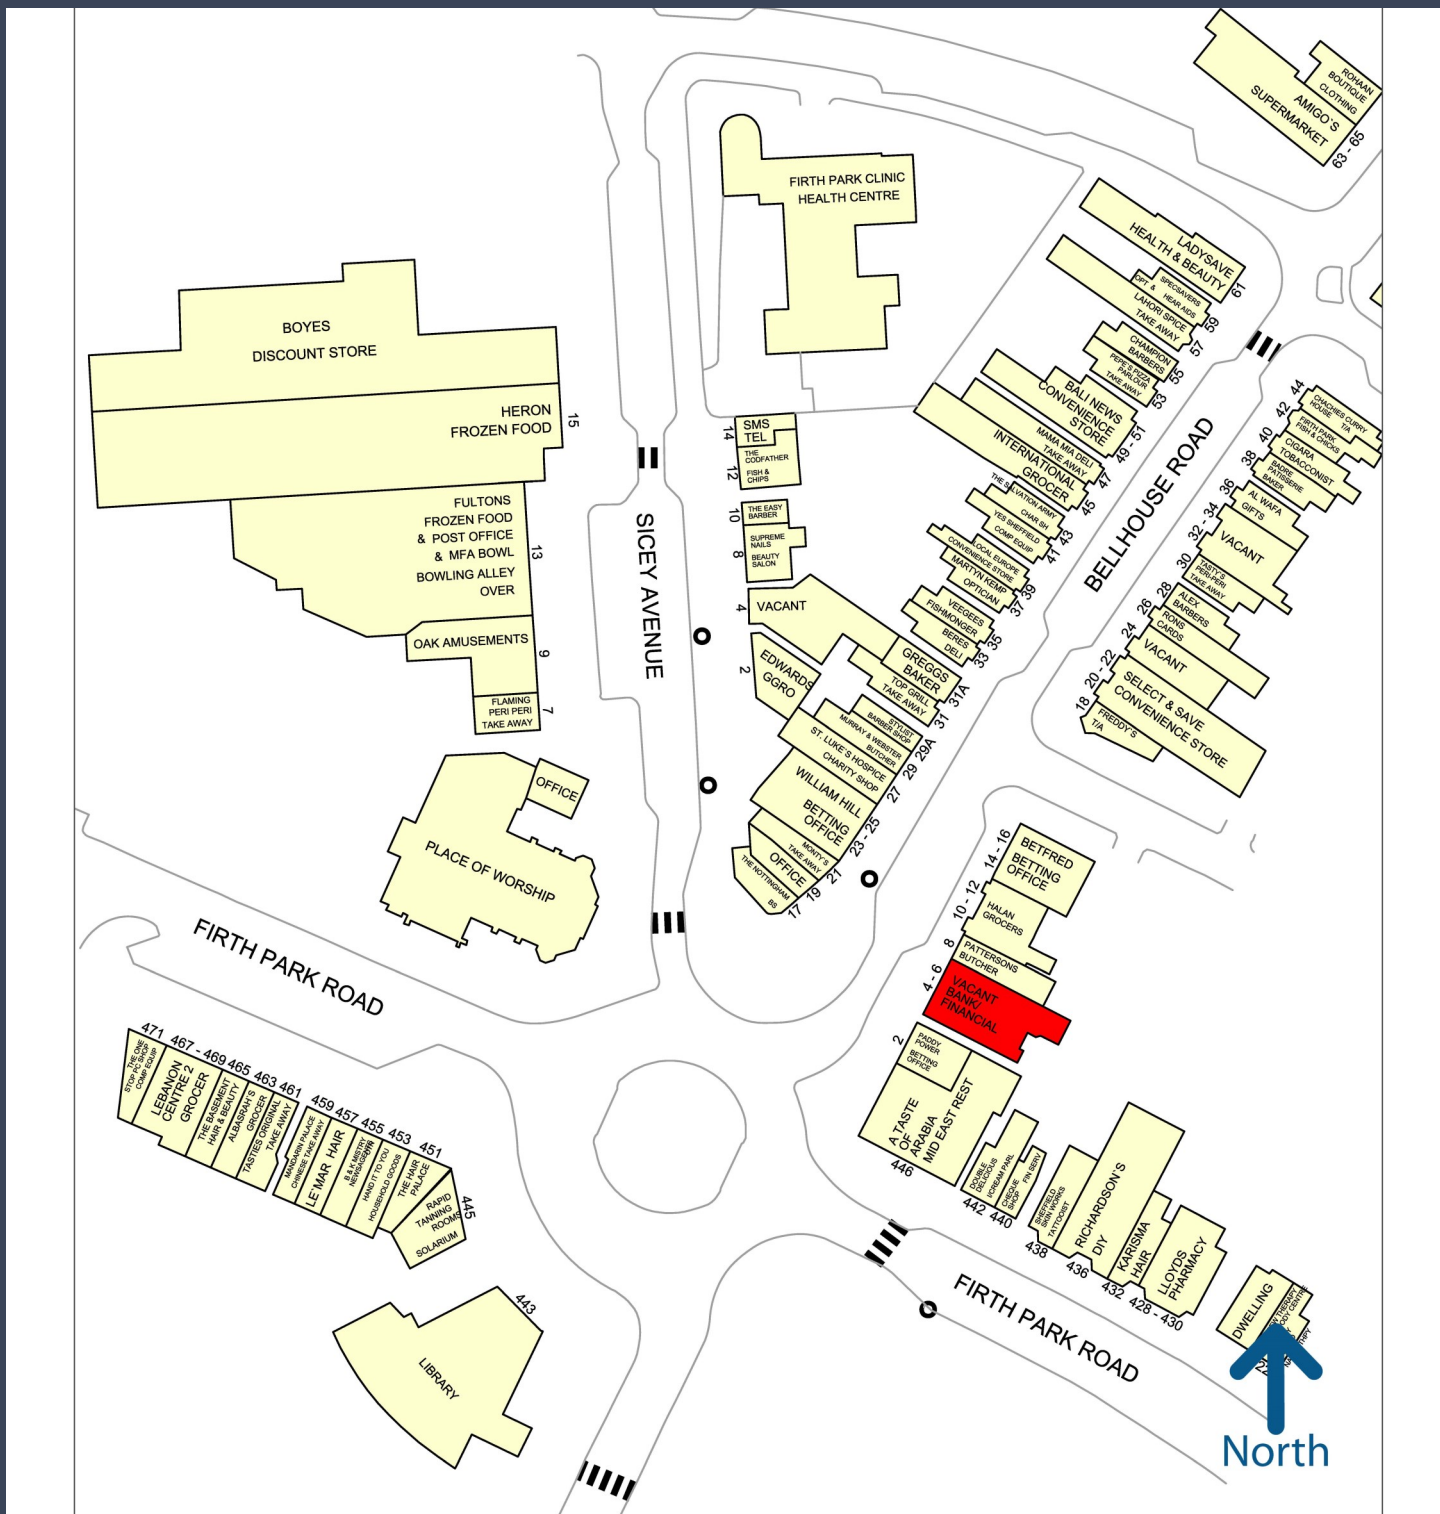 ROHAAN
BOUTIQUE
CLOTHING
AMIGO'S
SUPERMARKET
63 - 65
FIRTH PARK CLINIC
HEALTH CENTRE
LADYSAVE
HEALTH & BEAUTY
61
SPECSAVERS
OPT & HEAR AIDS
59
LAHORI SPICE
TAKE AWAY
57
CHAMPION
BARBERS
55
PEPE'S PIZZA
PARLOUR
TAKE AWAY
53
BALI NEWS
CONVENIENCE
STORE
49 - 51
MAMA MIA DELI
TAKE AWAY
47
INTERNATIONAL
GROCER
45
THE SALVATION ARMY
CHAR SH
43
YES SHEFFIELD
COMP EQUIP
41
LOCAL EUROPE
CONVENIENCE STORE
39
MARTYN KEMP
OPTICIAN
37
VEEGEES
FISHMONGER
35
BERES
DELI
33
GREGGS
BAKER
31A
TOP GRILL
TAKE AWAY
31
STYLIST
BARBER SHOP
29A
MURRAY & WEBSTER
BUTCHER
29
ST. LUKE'S HOSPICE
CHARITY SHOP
27
WILLIAM HILL
BETTING
OFFICE
23 - 25
MONTY'S
TAKE AWAY
21
OFFICE
19
THE NOTTINGHAM
BS
17
BELLHOUSE ROAD
44
CHACHIES CURRY
HOUSE T/A
42
FIRTH PARK
FISH & CHICKS
40
CIGARA
TOBACCONIST
38
BADRE
PATISSERIE
BAKER
36
AL WAFA
GIFTS
32 - 34
VACANT
30
TASTY'S
PERI-PERI
TAKE AWAY
28
ALEX
BARBERS
26
RONS
CARDS
24
VACANT
20 - 22
SELECT & SAVE
CONVENIENCE STORE
18
FREDDY'S
T/A
14 - 16
BETFRED
BETTING
OFFICE
10 - 12
HALAN
GROCERS
8
PATTERSONS
BUTCHER
4 - 6
VACANT
BANK/
FINANCIAL
2
PADDY
POWER
BETTING
OFFICE
A TASTE
OF
ARABIA
MID EAST REST
446
BOYES
DISCOUNT STORE
HERON
FROZEN FOOD
15
FULTONS
FROZEN FOOD
& POST OFFICE
& MFA BOWL
BOWLING ALLEY
OVER
13
OAK AMUSEMENTS
9
FLAMING
PERI PERI
TAKE AWAY
7
SICEY AVENUE
14
SMS
TEL
12
THE
CODFATHER
FISH &
CHIPS
10
THE EASY
BARBER
8
SUPREME
NAILS
BEAUTY
SALON
4
VACANT
2
EDWARDS
GGRO
OFFICE
PLACE OF WORSHIP
FIRTH PARK ROAD
471
THE ONE
STOP PC SHOP
COMP EQUIP
467 - 469
LEBANON
CENTRE 2
GROCER
465
THE BASEMENT
HAIR & BEAUTY
463
ALBASRAH'S
GROCER
461
TASTIES ORIGINAL
TAKE AWAY
459
MANDARIN PALACE
CHINESE TAKE AWAY
457
LE'MAR HAIR
455
B & K MISTRY
NEWSAGENT
453
HAND IT TO YOU
HOUSEHOLD GOODS
451
THE HAIR
PALACE
445
RAPID
TANNING
ROOMS
SOLARIUM
443
LIBRARY
DOUBLE
DELICIOUS
I/CREAM PARL
442
CHEQUE
SHOP
FIN SERV
440
SHEFFIELD
SKIN WORKS
TATTOOIST
438
RICHARDSON'S
DIY
436
KARISMA
HAIR
432
LLOYDS
PHARMACY
428 - 430
DWELLING
FIRTH PARK ROAD
North